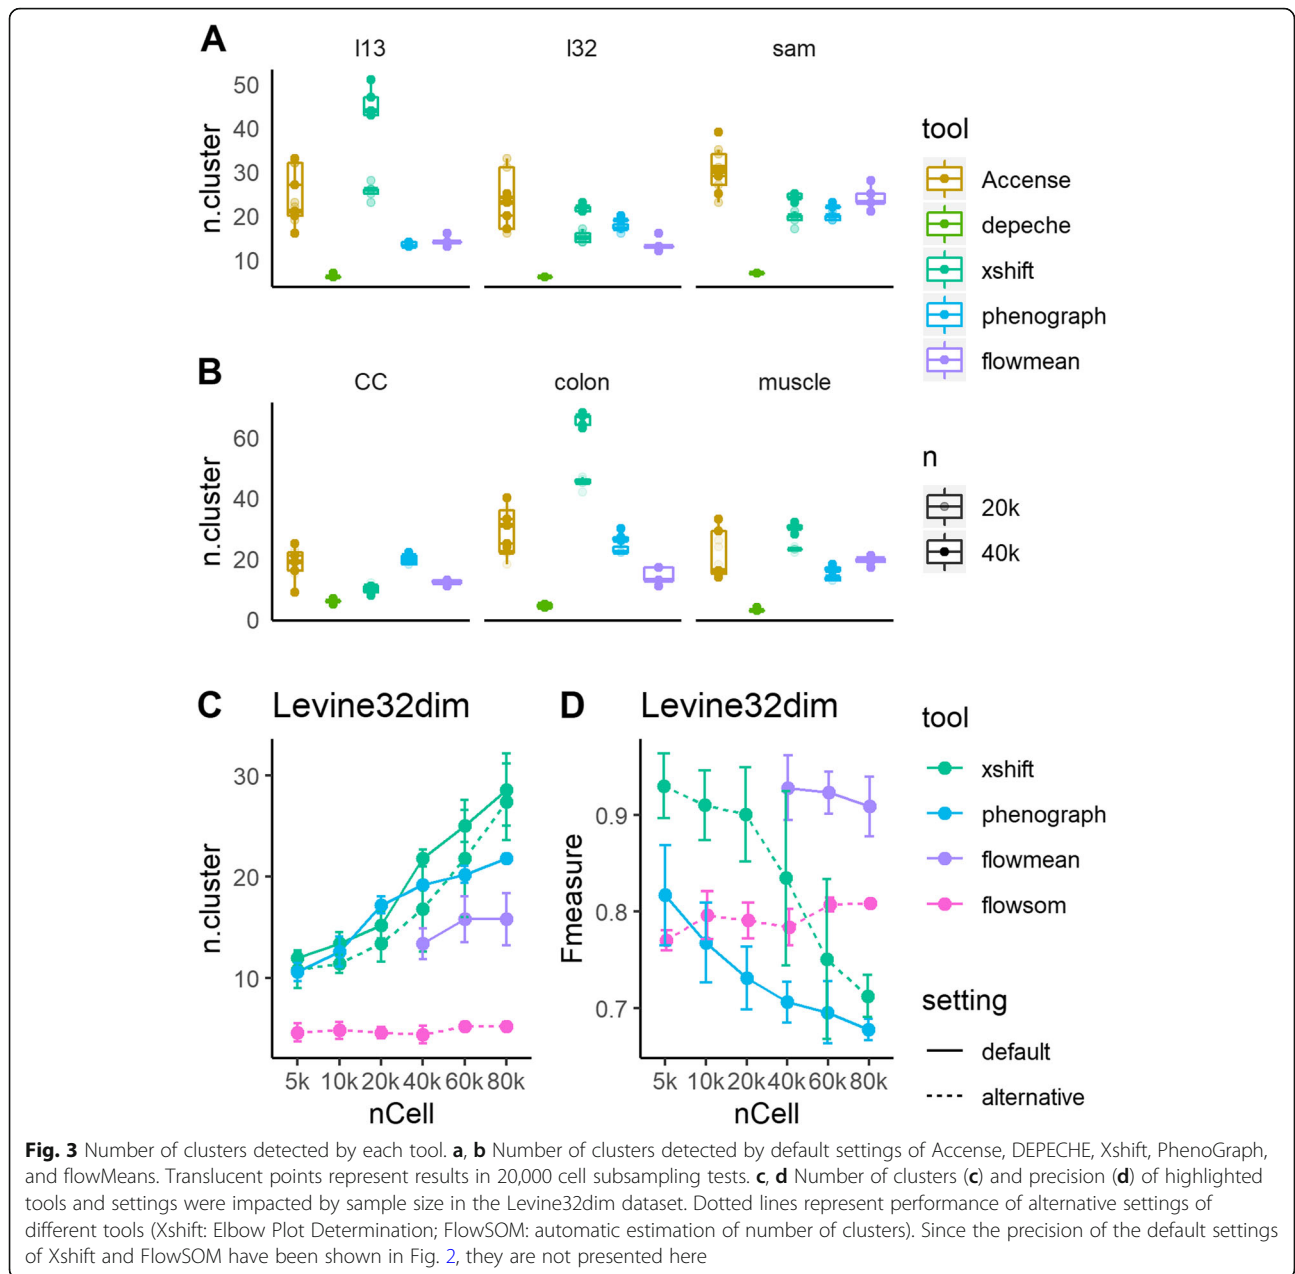 A
l13 l32 sam
n.cluster
50
40
30
20
10
tool
Accense
depeche
xshift
phenograph
flowmean
B
CC colon muscle
n.cluster
60
40
20
0
n
20k
40k
C Levine32dim
n.cluster
30
20
10
5k 10k 20k 40k 60k 80k
nCell
D Levine32dim
Fmeasure
0.9
0.8
0.7
5k 10k 20k 40k 60k 80k
nCell
tool
xshift
phenograph
flowmean
flowsom
setting
default
alternative
Fig. 3 Number of clusters detected by each tool. a, b Number of clusters detected by default settings of Accense, DEPECHE, Xshift, PhenoGraph,
and flowMeans. Translucent points represent results in 20,000 cell subsampling tests. c, d Number of clusters (c) and precision (d) of highlighted
tools and settings were impacted by sample size in the Levine32dim dataset. Dotted lines represent performance of alternative settings of
different tools (Xshift: Elbow Plot Determination; FlowSOM: automatic estimation of number of clusters). Since the precision of the default settings
of Xshift and FlowSOM have been shown in Fig. 2, they are not presented here